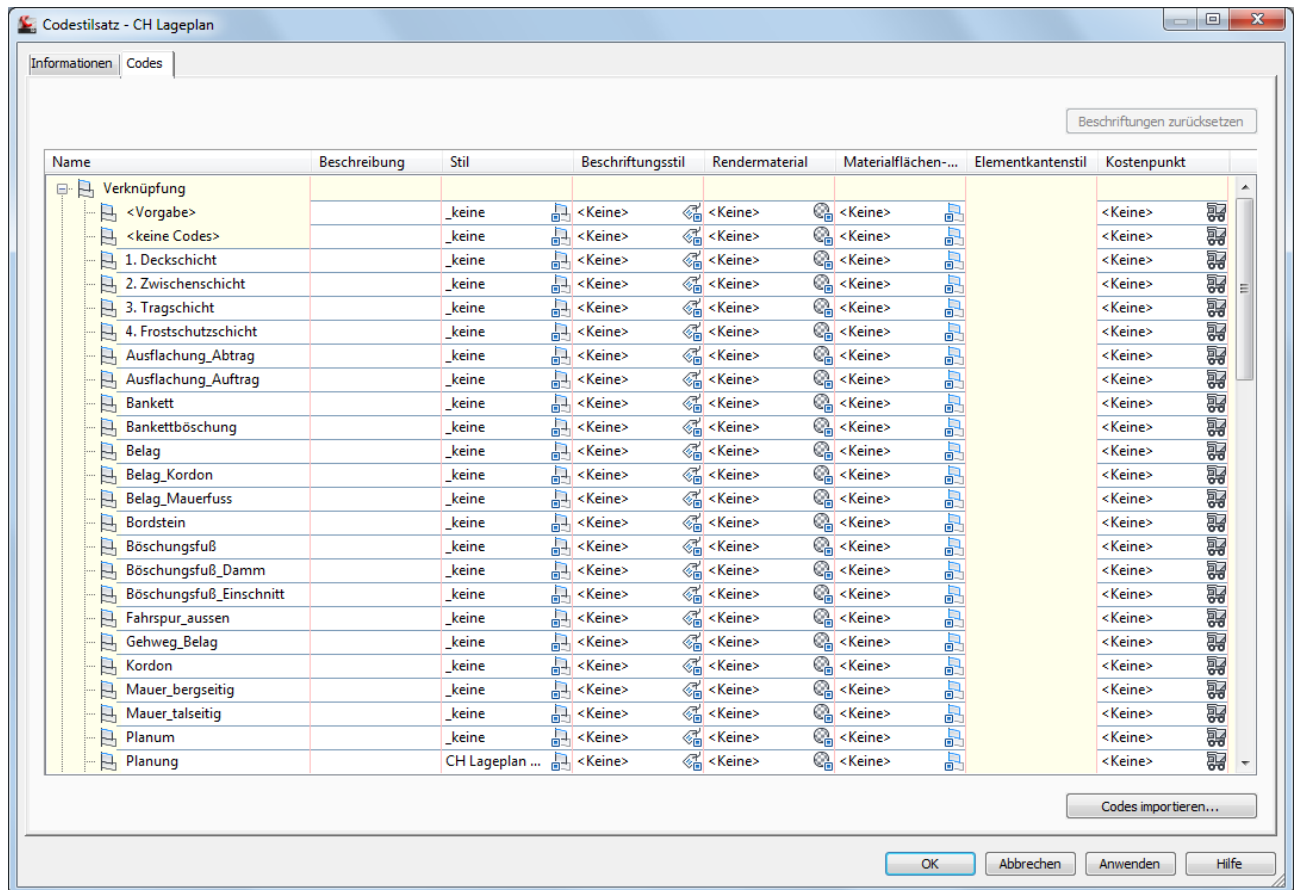 Codestilsatz - CH Lageplan
Informationen Codes
Beschriftungen zurücksetzen
Name Beschreibung Stil Beschriftungsstil Rendermaterial Materialflächen-... Elementkantenstil Kostenpunkt
Verknüpfung
<Vorgabe> _keine <Keine> <Keine> <Keine> <Keine>
<keine Codes> _keine <Keine> <Keine> <Keine> <Keine>
1. Deckschicht _keine <Keine> <Keine> <Keine> <Keine>
2. Zwischenschicht _keine <Keine> <Keine> <Keine> <Keine>
3. Tragschicht _keine <Keine> <Keine> <Keine> <Keine>
4. Frostschutzschicht _keine <Keine> <Keine> <Keine> <Keine>
Ausflachung_Abtrag _keine <Keine> <Keine> <Keine> <Keine>
Ausflachung_Auftrag _keine <Keine> <Keine> <Keine> <Keine>
Bankett _keine <Keine> <Keine> <Keine> <Keine>
Bankettböschung _keine <Keine> <Keine> <Keine> <Keine>
Belag _keine <Keine> <Keine> <Keine> <Keine>
Belag_Kordon _keine <Keine> <Keine> <Keine> <Keine>
Belag_Mauerfuss _keine <Keine> <Keine> <Keine> <Keine>
Bordstein _keine <Keine> <Keine> <Keine> <Keine>
Böschungsfuß _keine <Keine> <Keine> <Keine> <Keine>
Böschungsfuß_Damm _keine <Keine> <Keine> <Keine> <Keine>
Böschungsfuß_Einschnitt _keine <Keine> <Keine> <Keine> <Keine>
Fahrspur_aussen _keine <Keine> <Keine> <Keine> <Keine>
Gehweg_Belag _keine <Keine> <Keine> <Keine> <Keine>
Kordon _keine <Keine> <Keine> <Keine> <Keine>
Mauer_bergseitig _keine <Keine> <Keine> <Keine> <Keine>
Mauer_talseitig _keine <Keine> <Keine> <Keine> <Keine>
Planum _keine <Keine> <Keine> <Keine> <Keine>
Planung CH Lageplan ... <Keine> <Keine> <Keine> <Keine>
Codes importieren...
OK Abbrechen Anwenden Hilfe